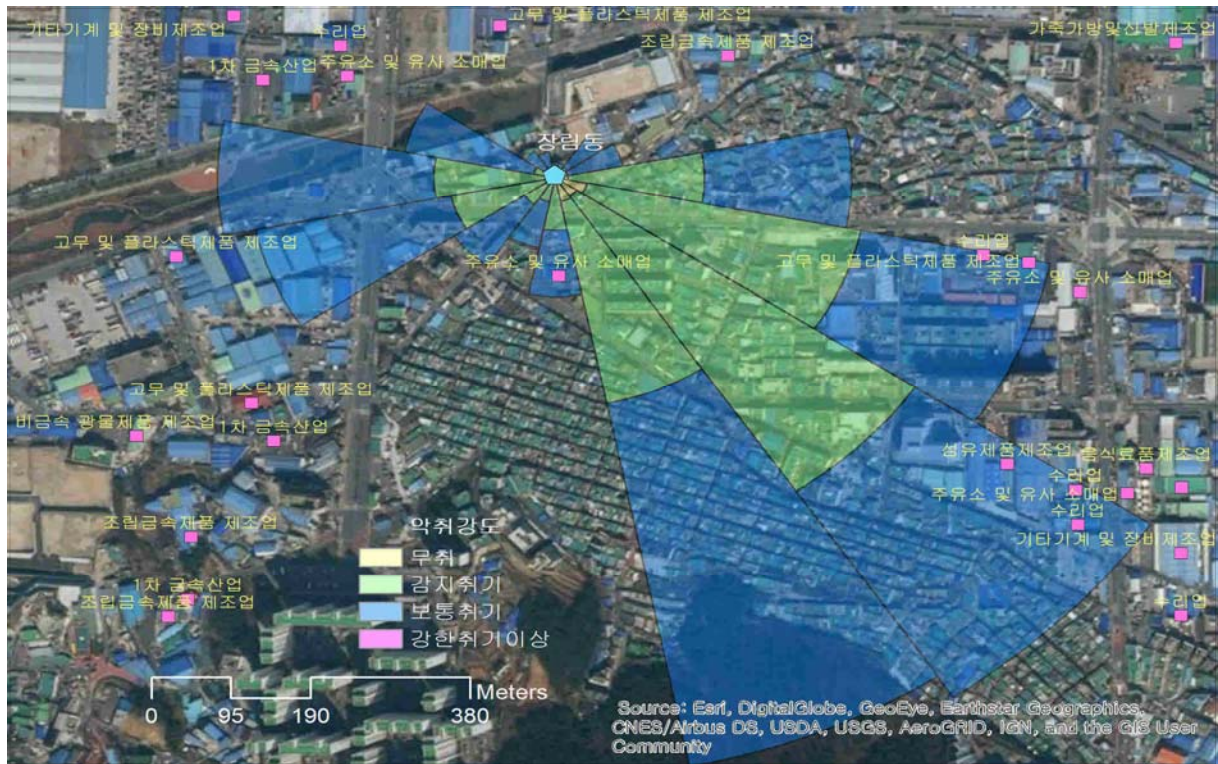 고무 및 플라스틱제품 제조업
기타기계 및 장비제조업
수리업
조립금속제품 제조업
가죽가방및신발제조업
1차 금속산업
주유소 및 유사 소매업
장림동
고무 및 플라스틱제품 제조업
주유소 및 유사 소매업
수리업
고무 및 플라스틱제품 제조업
주유소 및 유사 소매업
고무 및 플라스틱제품 제조업
비금속 광물제품 제조업
1차 금속산업
섬유제품제조업
음식료품제조업
수리업
주유소 및 유사 소매업
수리업
기타기계 및 장비제조업
조립금속제품 제조업
1차 금속산업
조립금속제품 제조업
수리업
악취강도
무취
감지취기
보통취기
강한취기이상
Meters
0 95 190 380
Source: Esri, DigitalGlobe, GeoEye, Earthstar Geographics,
CNES/Airbus DS, USDA, USGS, AeroGRID, IGN, and the GIS User
Community